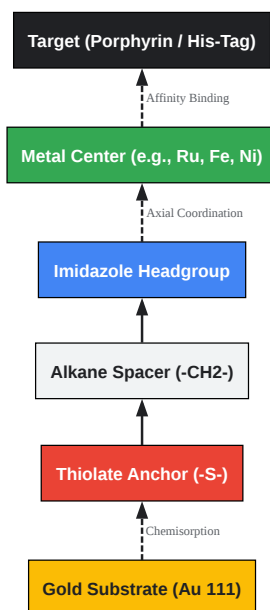 Target (Porphyrin / His-Tag)
Affinity Binding
Metal Center (e.g., Ru, Fe, Ni)
Axial Coordination
Imidazole Headgroup
Alkane Spacer (-CH2-)
Thiolate Anchor (-S-)
Chemisorption
Gold Substrate (Au 111)